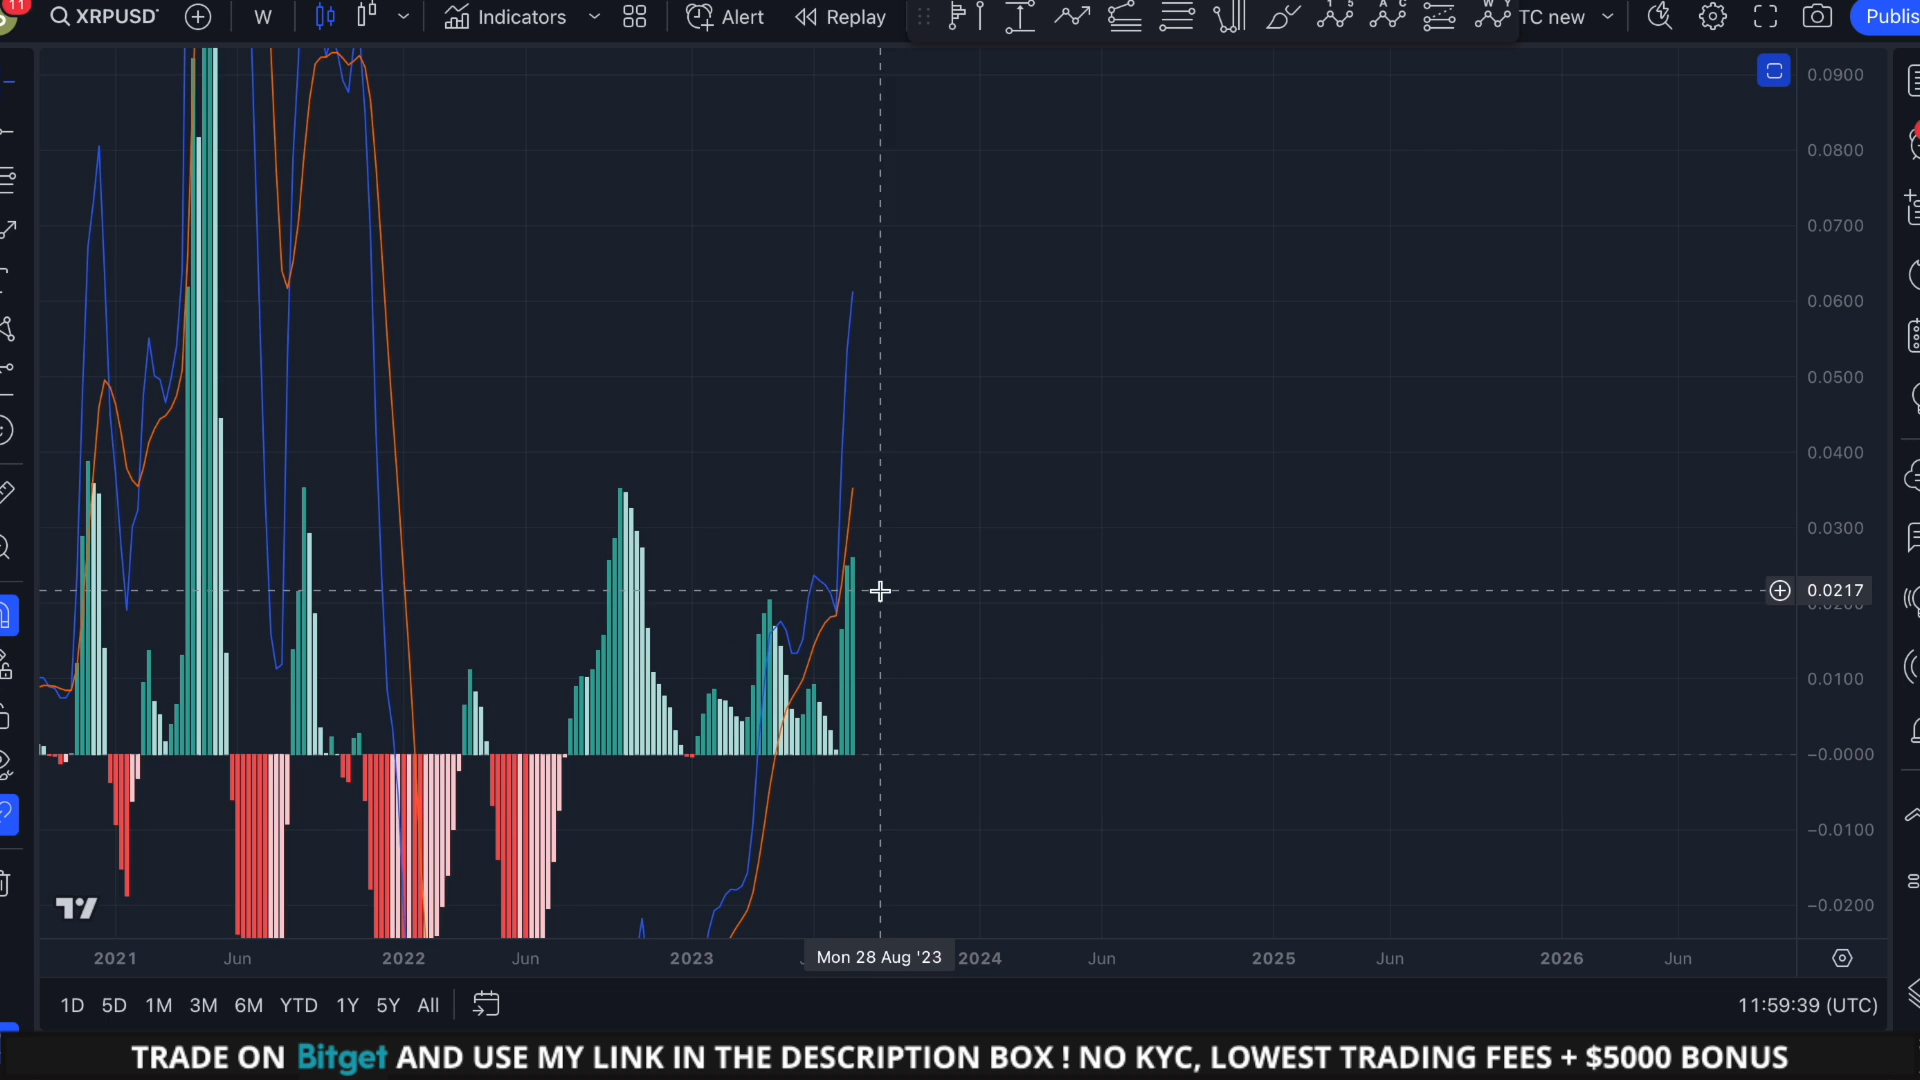 11
XRPUSD
W
Indicators
Alert
Replay
1 5
A C
W Y
TC new
Publis
0.0900
0.0800
0.0700
0.0600
0.0500
0.0400
0.0300
0.0217
0.0100
−0.0000
−0.0100
−0.0200
2021 Jun 2022 Jun 2023 Mon 28 Aug '23 2024 Jun 2025 Jun 2026 Jun
1D 5D 1M 3M 6M YTD 1Y 5Y All
11:59:39 (UTC)
TRADE ON Bitget AND USE MY LINK IN THE DESCRIPTION BOX ! NO KYC, LOWEST TRADING FEES + $5000 BONUS